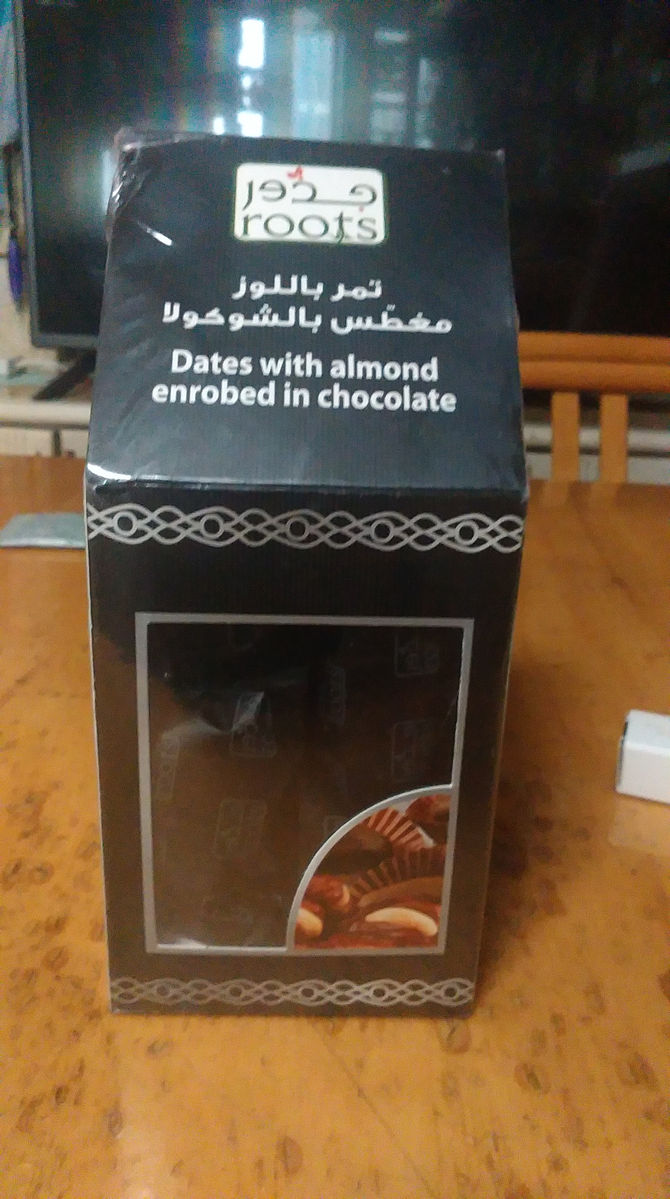 جذور
roots
تمر باللوز
مغطّس بالشوكولا
Dates with almond
enrobed in chocolate